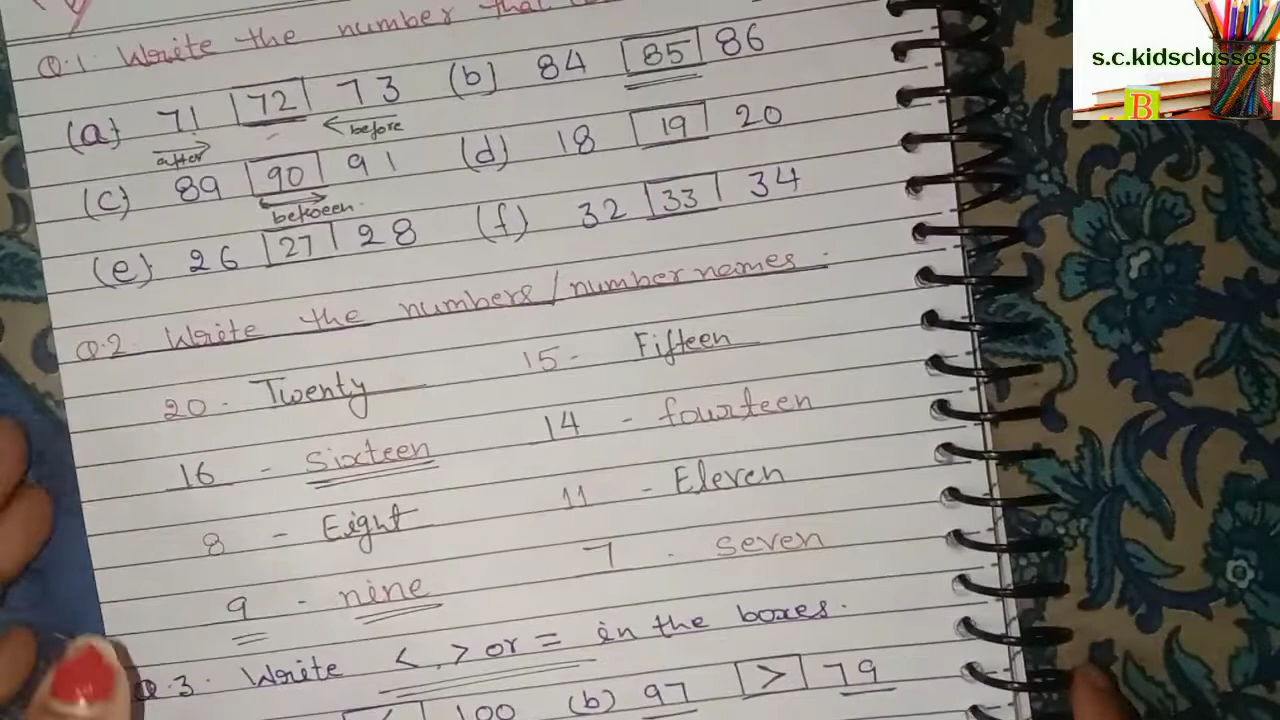 s.c.kidsclasses
B
Q.1. Write the number that
(a) 71 72 73 (b) 84 85 86
after before
(c) 89 90 91 (d) 18 19 20
between
(e) 26 27 28 (f) 32 33 34
Q.2. Write the numbers/number names.
20 - Twenty 15 - Fifteen
16 - Sixteen 14 - fourteen
8 - Eight 11 - Eleven
9 - nine 7 - seven
Q.3. Write <, > or = in the boxes.
< 100 (b) 97 > 79